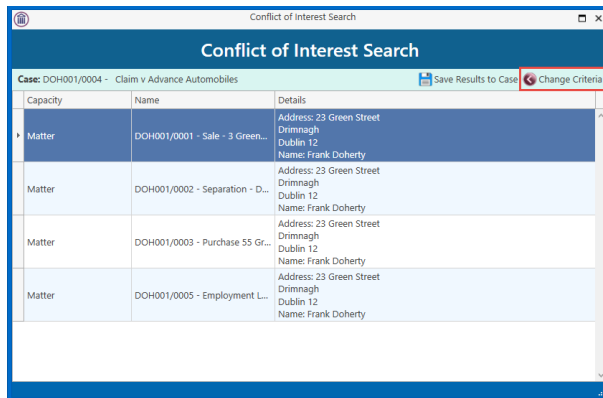 Conflict of Interest Search
Conflict of Interest Search
Case: DOH001/0004 - Claim v Advance Automobiles
Save Results to Case
Change Criteria
Capacity
Name
Details
Matter
DOH001/0001 - Sale - 3 Green...
Address: 23 Green Street
Drimnagh
Dublin 12
Name: Frank Doherty
Matter
DOH001/0002 - Separation - D...
Address: 23 Green Street
Drimnagh
Dublin 12
Name: Frank Doherty
Matter
DOH001/0003 - Purchase 55 Gr...
Address: 23 Green Street
Drimnagh
Dublin 12
Name: Frank Doherty
Matter
DOH001/0005 - Employment L...
Address: 23 Green Street
Drimnagh
Dublin 12
Name: Frank Doherty